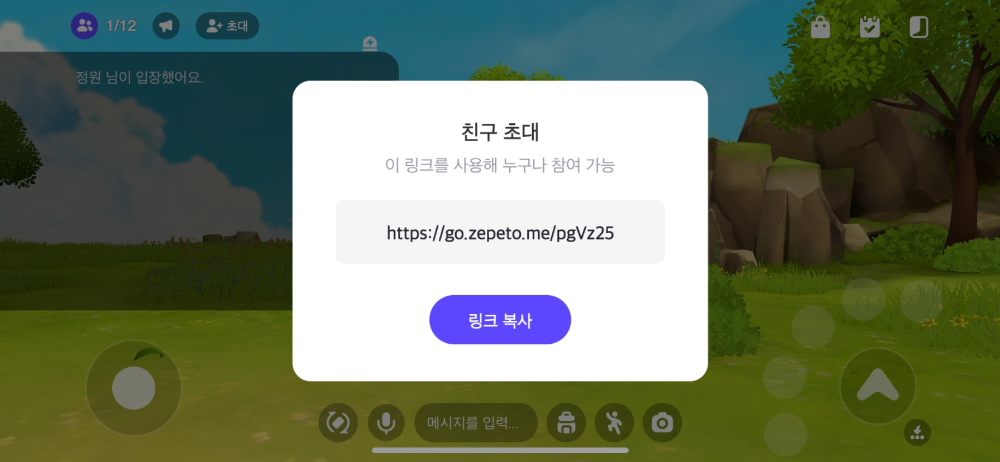 1/12
초대
정원 님이 입장했어요.
친구 초대
이 링크를 사용해 누구나 참여 가능
https://go.zepeto.me/pgVz25
링크 복사
메시지를 입력...